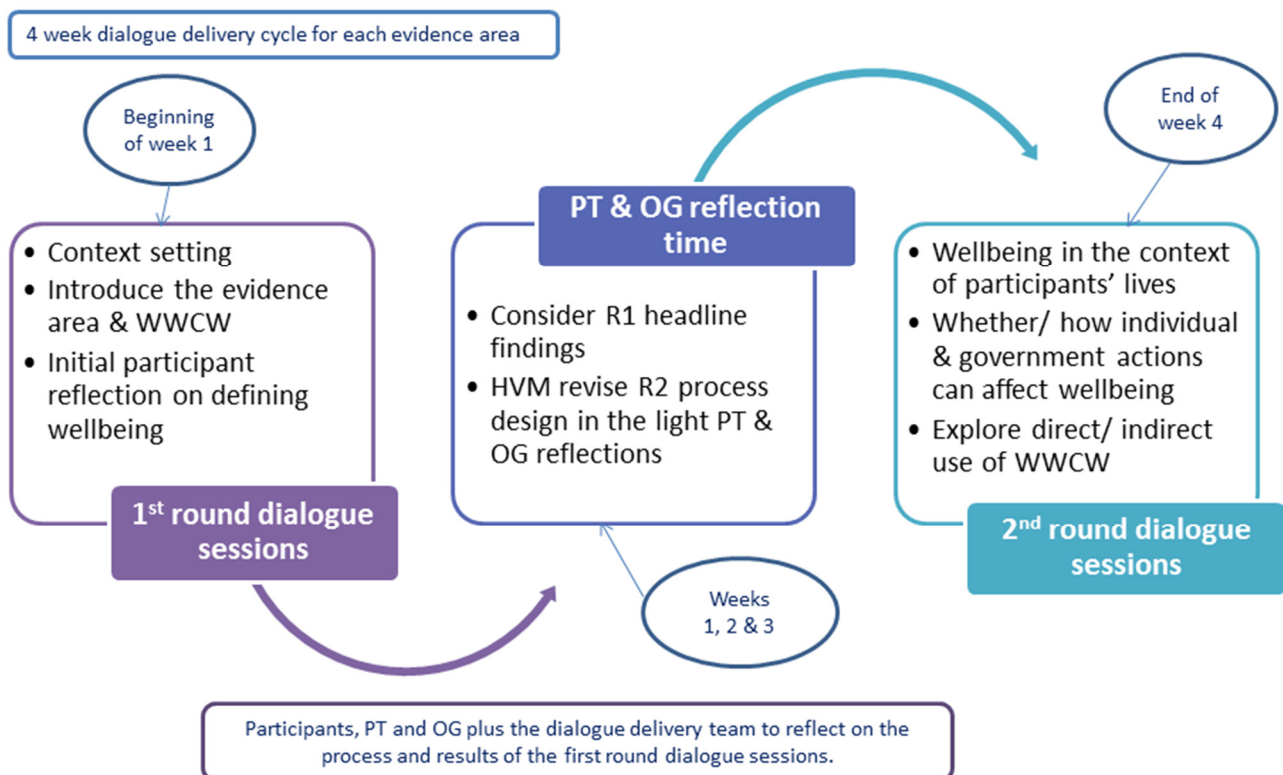 4 week dialogue delivery cycle for each evidence area
Beginning
of week 1
• Context setting
• Introduce the evidence
area & WWCW
• Initial participant
reflection on defining
wellbeing
1st round dialogue
sessions
PT & OG reflection
time
• Consider R1 headline
findings
• HVM revise R2 process
design in the light PT &
OG reflections
Weeks
1, 2 & 3
End of
week 4
• Wellbeing in the context
of participants’ lives
• Whether/ how individual
& government actions
can affect wellbeing
• Explore direct/ indirect
use of WWCW
2nd round dialogue
sessions
Participants, PT and OG plus the dialogue delivery team to reflect on the
process and results of the first round dialogue sessions.